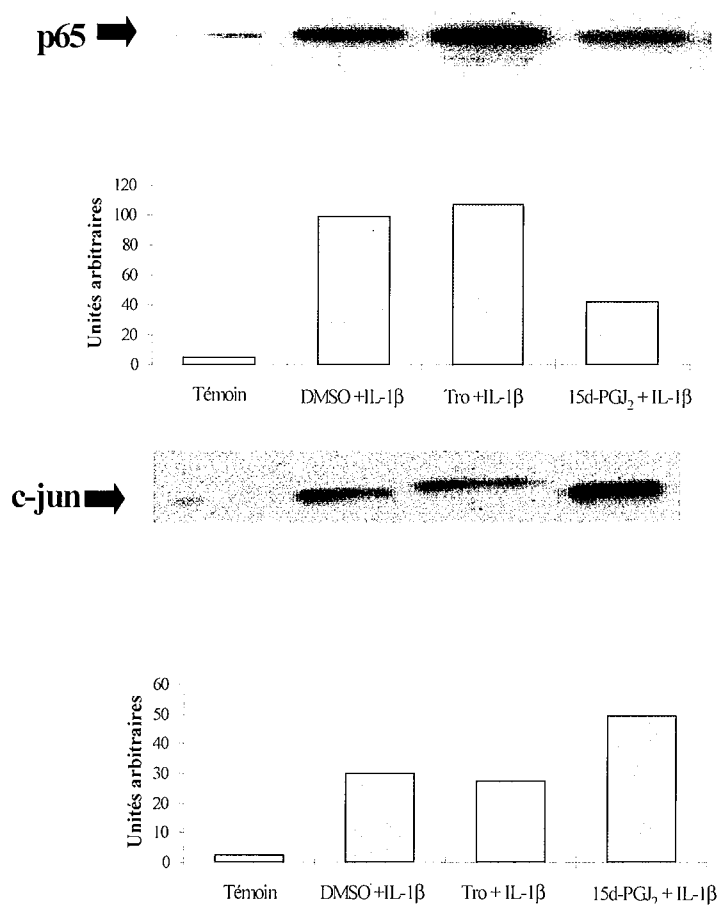 p65
120
100
80
60
40
20
0
Unités arbitraires
Témoin
DMSO +IL-1β
Tro +IL-1β
15d-PGJ2 + IL-1β
c-jun
60
50
40
30
20
10
0
Unités arbitraires
Témoin
DMSO +IL-1β
Tro + IL-1β
15d-PGJ2 + IL-1β